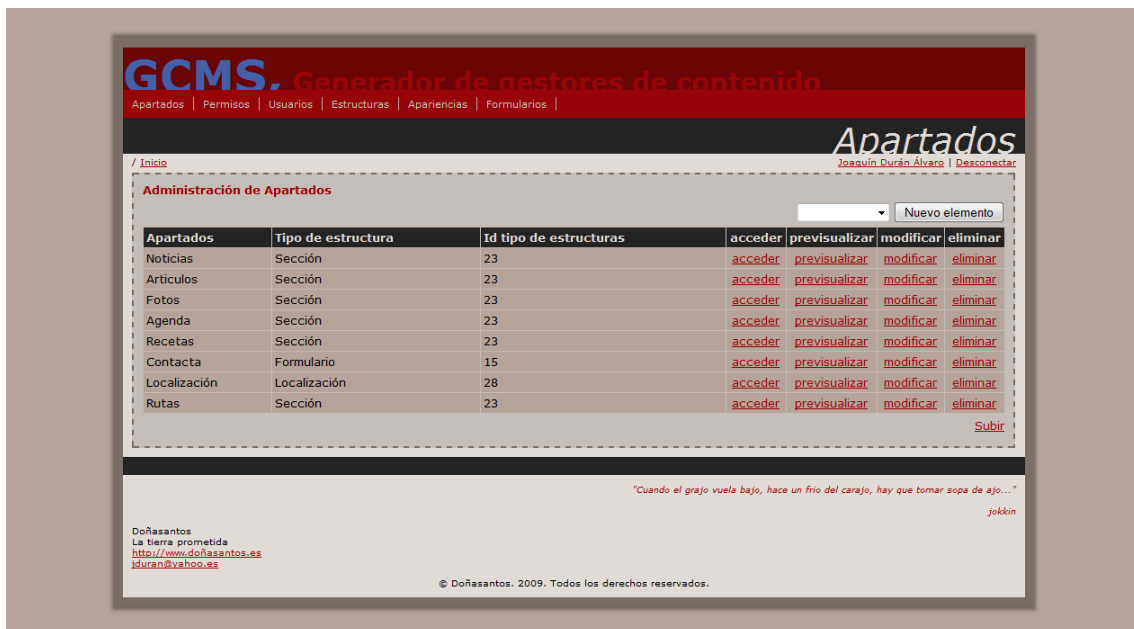 GCMS, Generador de gestores de contenido
Apartados | Permisos | Usuarios | Estructuras | Apariencias | Formularios |
Apartados
/ Inicio
Joaquín Durán Álvaro | Desconectar
Administración de Apartados
Nuevo elemento
Apartados Tipo de estructura Id tipo de estructuras acceder previsualizar modificar eliminar
Noticias Sección 23 acceder previsualizar modificar eliminar
Articulos Sección 23 acceder previsualizar modificar eliminar
Fotos Sección 23 acceder previsualizar modificar eliminar
Agenda Sección 23 acceder previsualizar modificar eliminar
Recetas Sección 23 acceder previsualizar modificar eliminar
Contacta Formulario 15 acceder previsualizar modificar eliminar
Localización Localización 28 acceder previsualizar modificar eliminar
Rutas Sección 23 acceder previsualizar modificar eliminar
Subir
"Cuando el grajo vuela bajo, hace un frio del carajo, hay que tomar sopa de ajo..."
jokkin
Doñasantos
La tierra prometida
http://www.doñasantos.es
jduran@yahoo.es
© Doñasantos. 2009. Todos los derechos reservados.